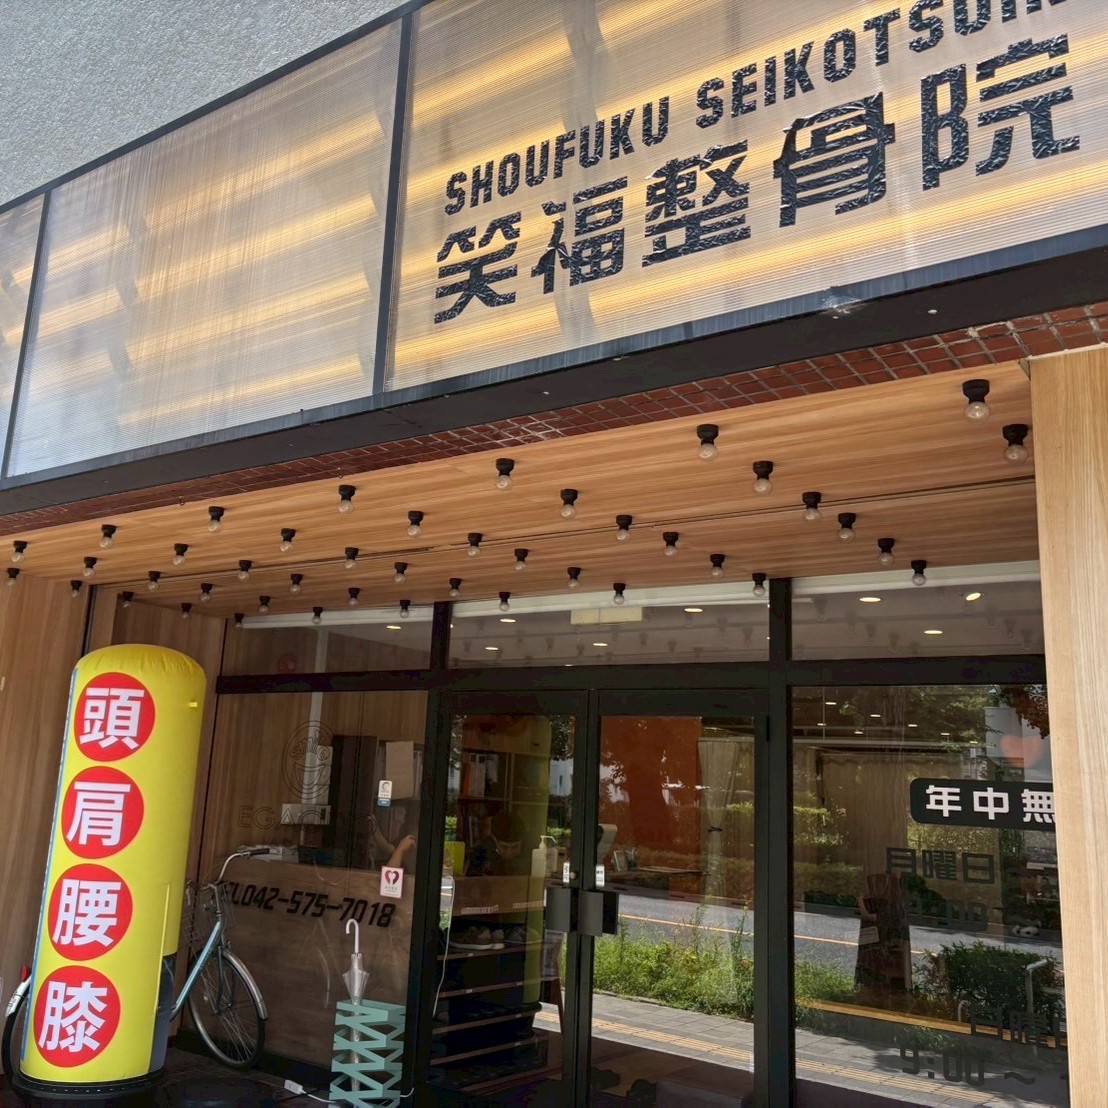 SHOUFUKU SEIKOTSUIN
笑福整骨院
頭
肩
腰
膝
TEL042-575-7018
年中無
月曜日
9:00~